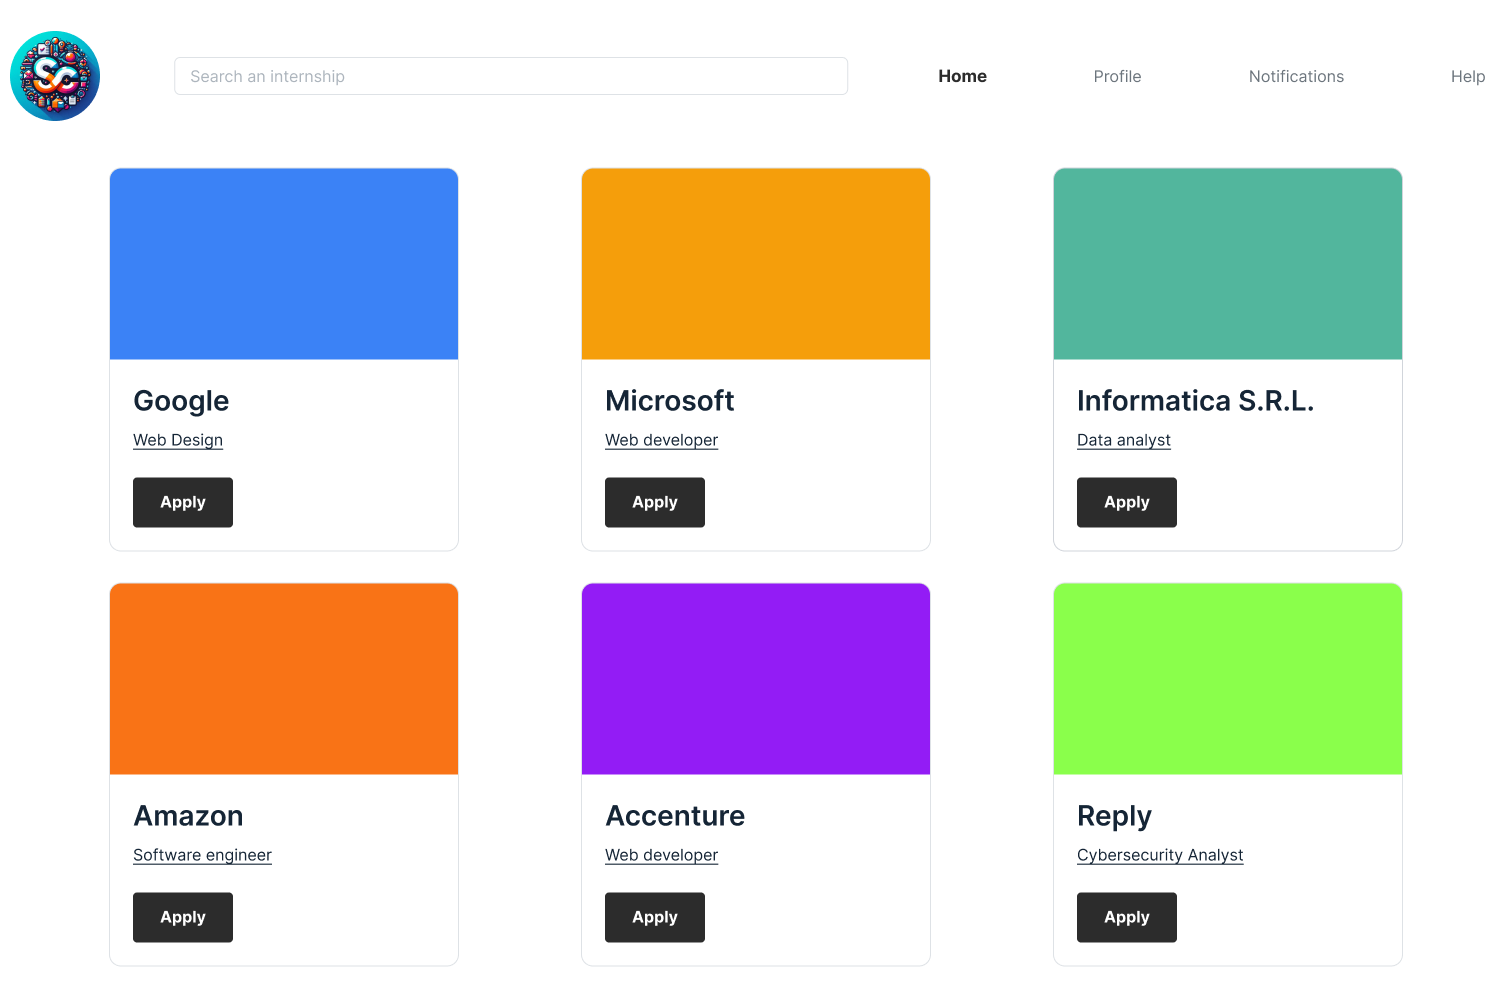 SC
Search an internship
Home
Profile
Notifications
Help
Google
Web Design
Apply
Microsoft
Web developer
Apply
Informatica S.R.L.
Data analyst
Apply
Amazon
Software engineer
Apply
Accenture
Web developer
Apply
Reply
Cybersecurity Analyst
Apply